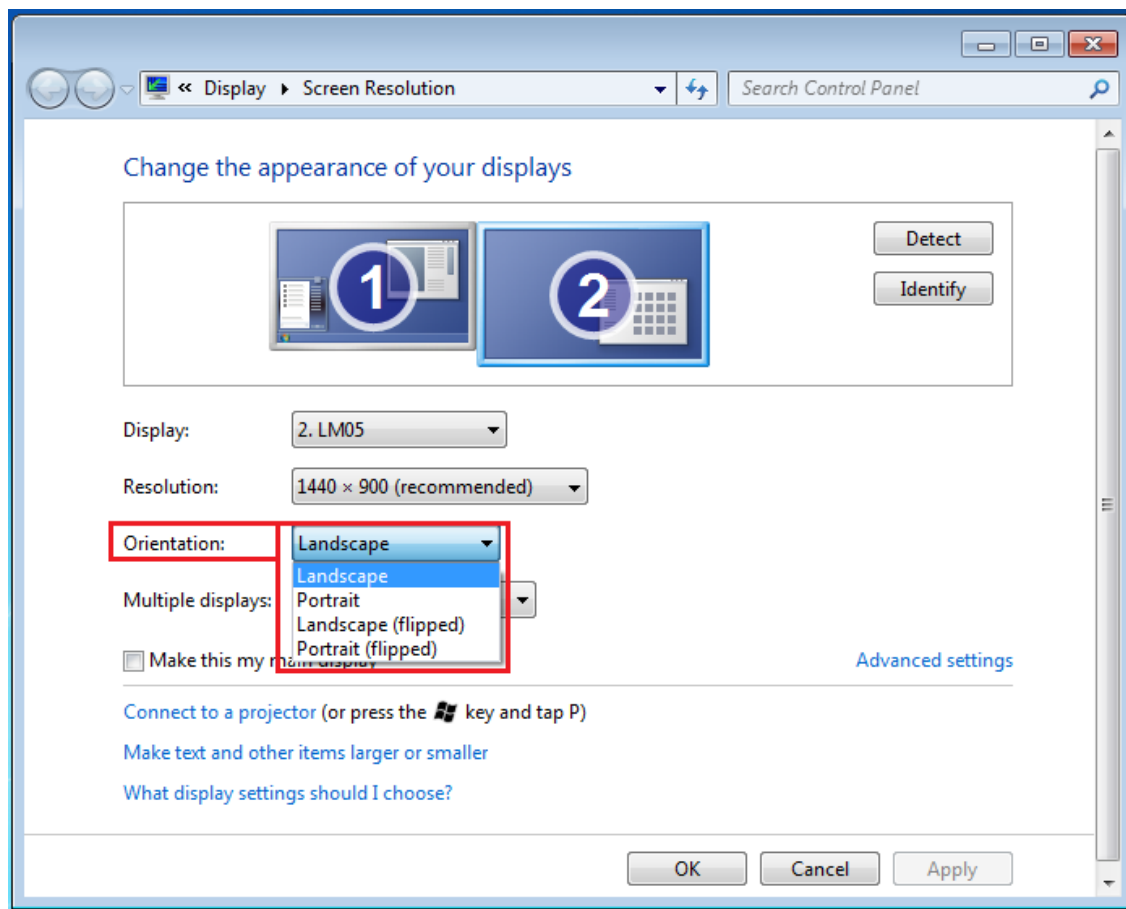 « Display ▸ Screen Resolution
Search Control Panel
Change the appearance of your displays
1
2
Detect
Identify
Display: 2. LM05
Resolution: 1440 × 900 (recommended)
Orientation: Landscape
Landscape
Multiple displays:
Portrait
Landscape (flipped)
Portrait (flipped)
Make this my main display
Advanced settings
Connect to a projector (or press the key and tap P)
Make text and other items larger or smaller
What display settings should I choose?
OK
Cancel
Apply